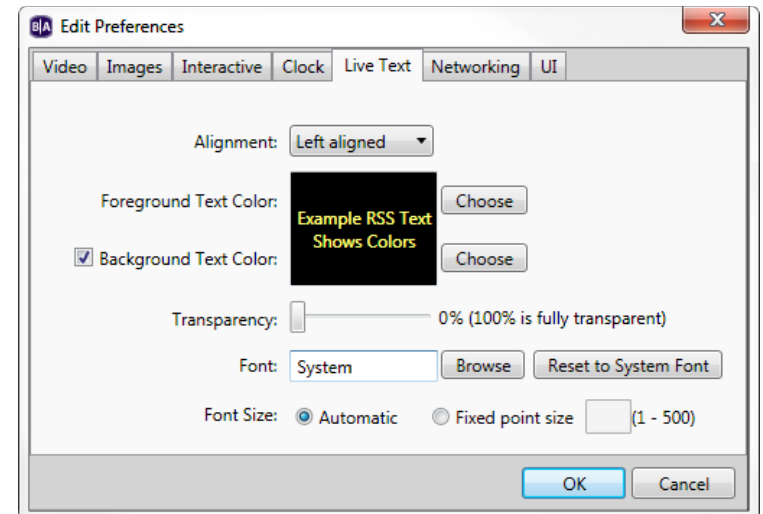 B|A Edit Preferences
Video Images Interactive Clock Live Text Networking UI
Alignment: Left aligned
Foreground Text Color: Choose
Example RSS Text
Shows Colors
Background Text Color: Choose
Transparency: 0% (100% is fully transparent)
Font: System Browse Reset to System Font
Font Size: Automatic Fixed point size (1 - 500)
OK Cancel